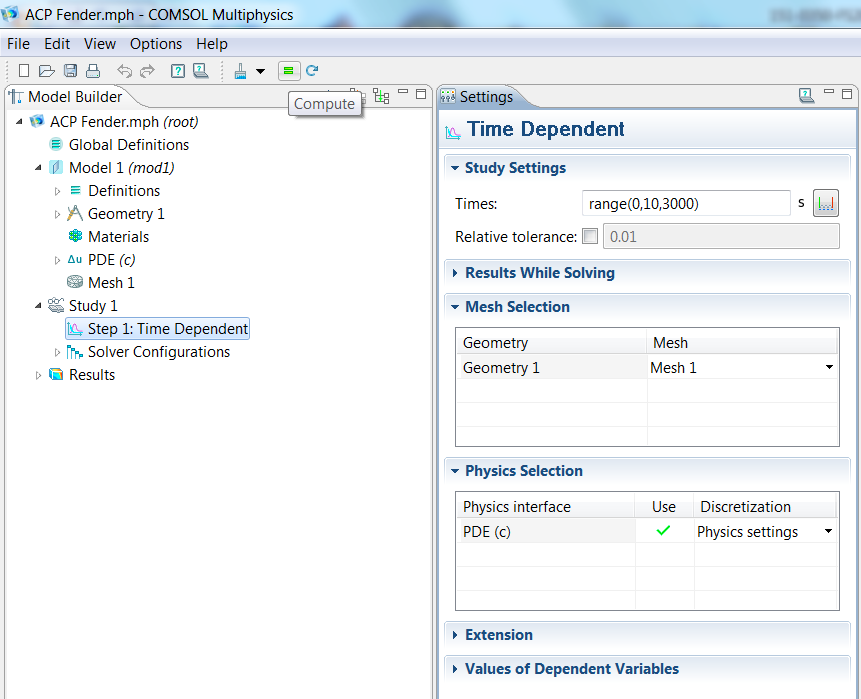 ACP Fender.mph - COMSOL Multiphysics
File Edit View Options Help
Model Builder
Compute
ACP Fender.mph (root)
Global Definitions
Model 1 (mod1)
Definitions
Geometry 1
Materials
Δu PDE (c)
Mesh 1
Study 1
Step 1: Time Dependent
Solver Configurations
Results
Settings
Time Dependent
Study Settings
Times: range(0,10,3000) s
Relative tolerance: 0.01
Results While Solving
Mesh Selection
Geometry Mesh
Geometry 1 Mesh 1
Physics Selection
Physics interface Use Discretization
PDE (c) Physics settings
Extension
Values of Dependent Variables